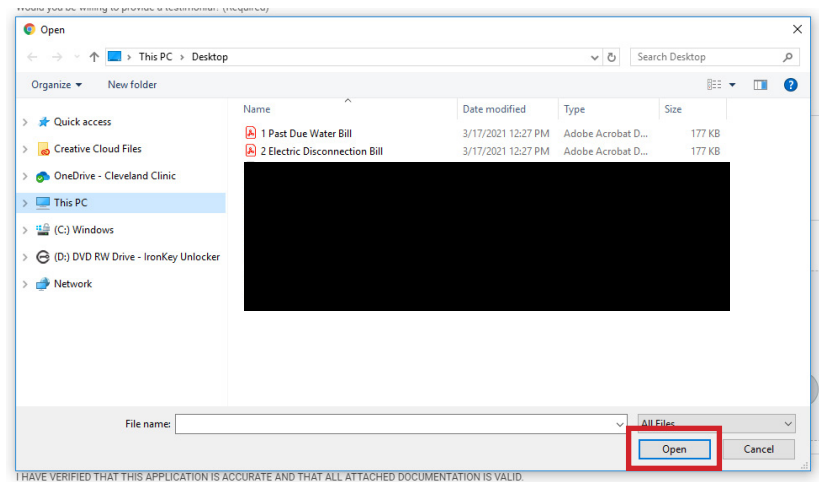 Would you be willing to provide a testimonial? (Required)
Open
This PC > Desktop
Search Desktop
Organize
New folder
Name Date modified Type Size
Quick access
1 Past Due Water Bill 3/17/2021 12:27 PM Adobe Acrobat D... 177 KB
Creative Cloud Files
2 Electric Disconnection Bill 3/17/2021 12:27 PM Adobe Acrobat D... 177 KB
OneDrive - Cleveland Clinic
This PC
(C:) Windows
(D:) DVD RW Drive - IronKey Unlocker
Network
File name:
All Files
Open
Cancel
I HAVE VERIFIED THAT THIS APPLICATION IS ACCURATE AND THAT ALL ATTACHED DOCUMENTATION IS VALID.